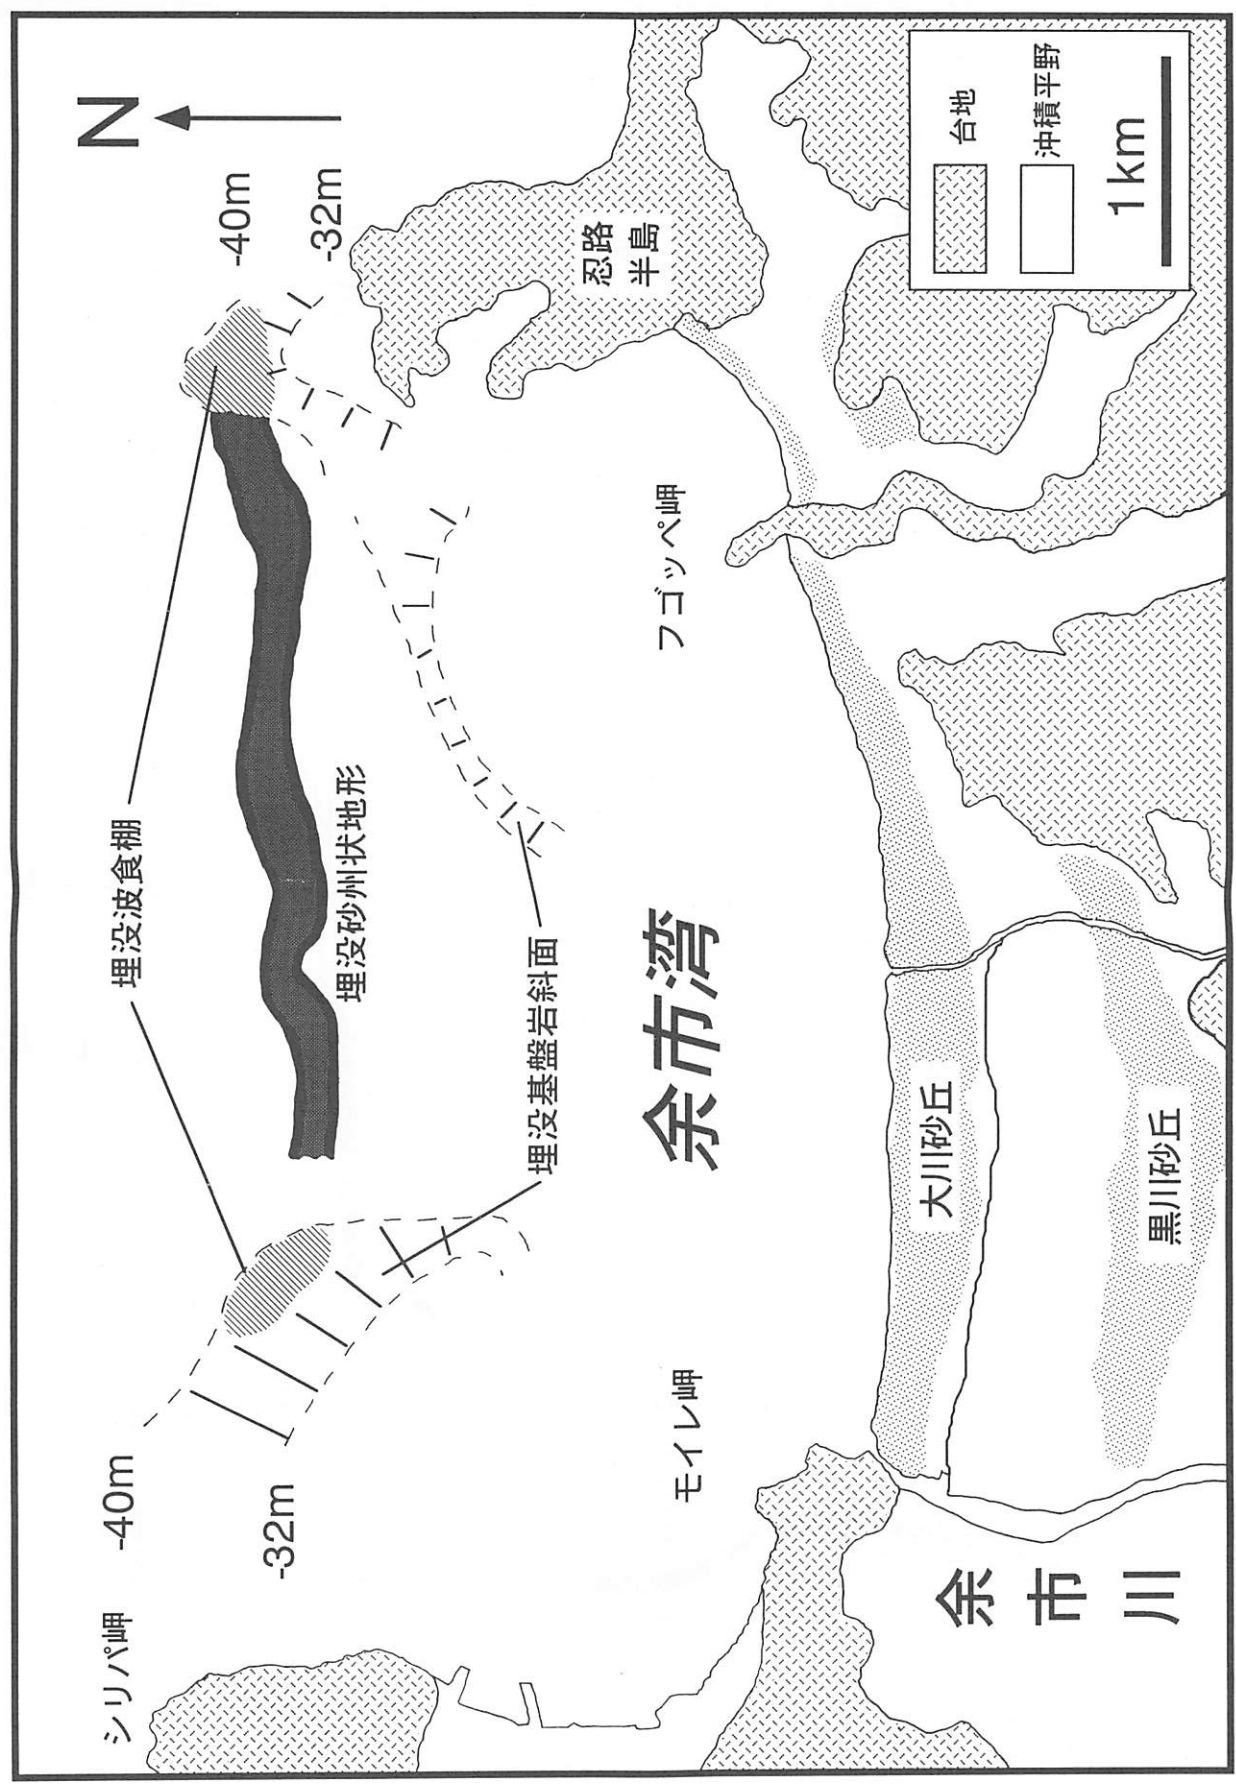 N
-40m
-32m
シリパ岬
-40m
-32m
埋没波食棚
埋没砂州状地形
埋没基盤岩斜面
余市湾
モイレ岬
フゴッペ岬
忍路
半島
大川砂丘
黒川砂丘
余市川
台地
沖積平野
1km